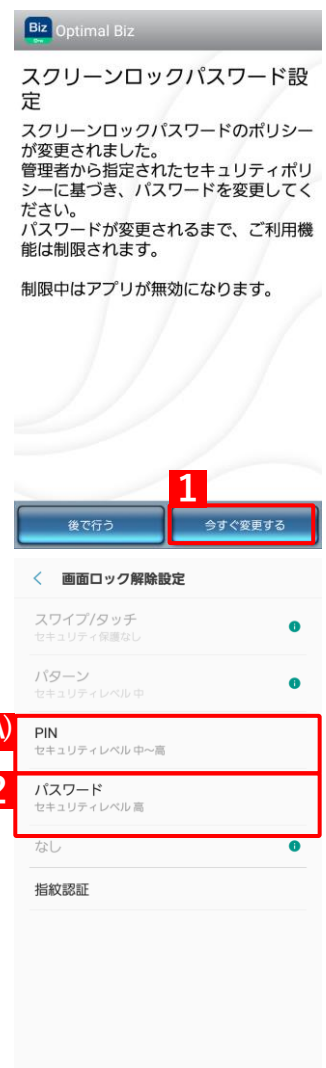 Biz Optimal Biz
スクリーンロックパスワード設
定
スクリーンロックパスワードのポリシー
が変更されました。
管理者から指定されたセキュリティポリ
シーに基づき、パスワードを変更してく
ださい。
パスワードが変更されるまで、ご利用機
能は制限されます。
制限中はアプリが無効になります。
1
後で行う 今すぐ変更する
< 画面ロック解除設定
スワイプ/タッチ
セキュリティ保護なし
パターン
セキュリティレベル 中
PIN
セキュリティレベル 中～高
2
パスワード
セキュリティレベル 高
なし
指紋認証